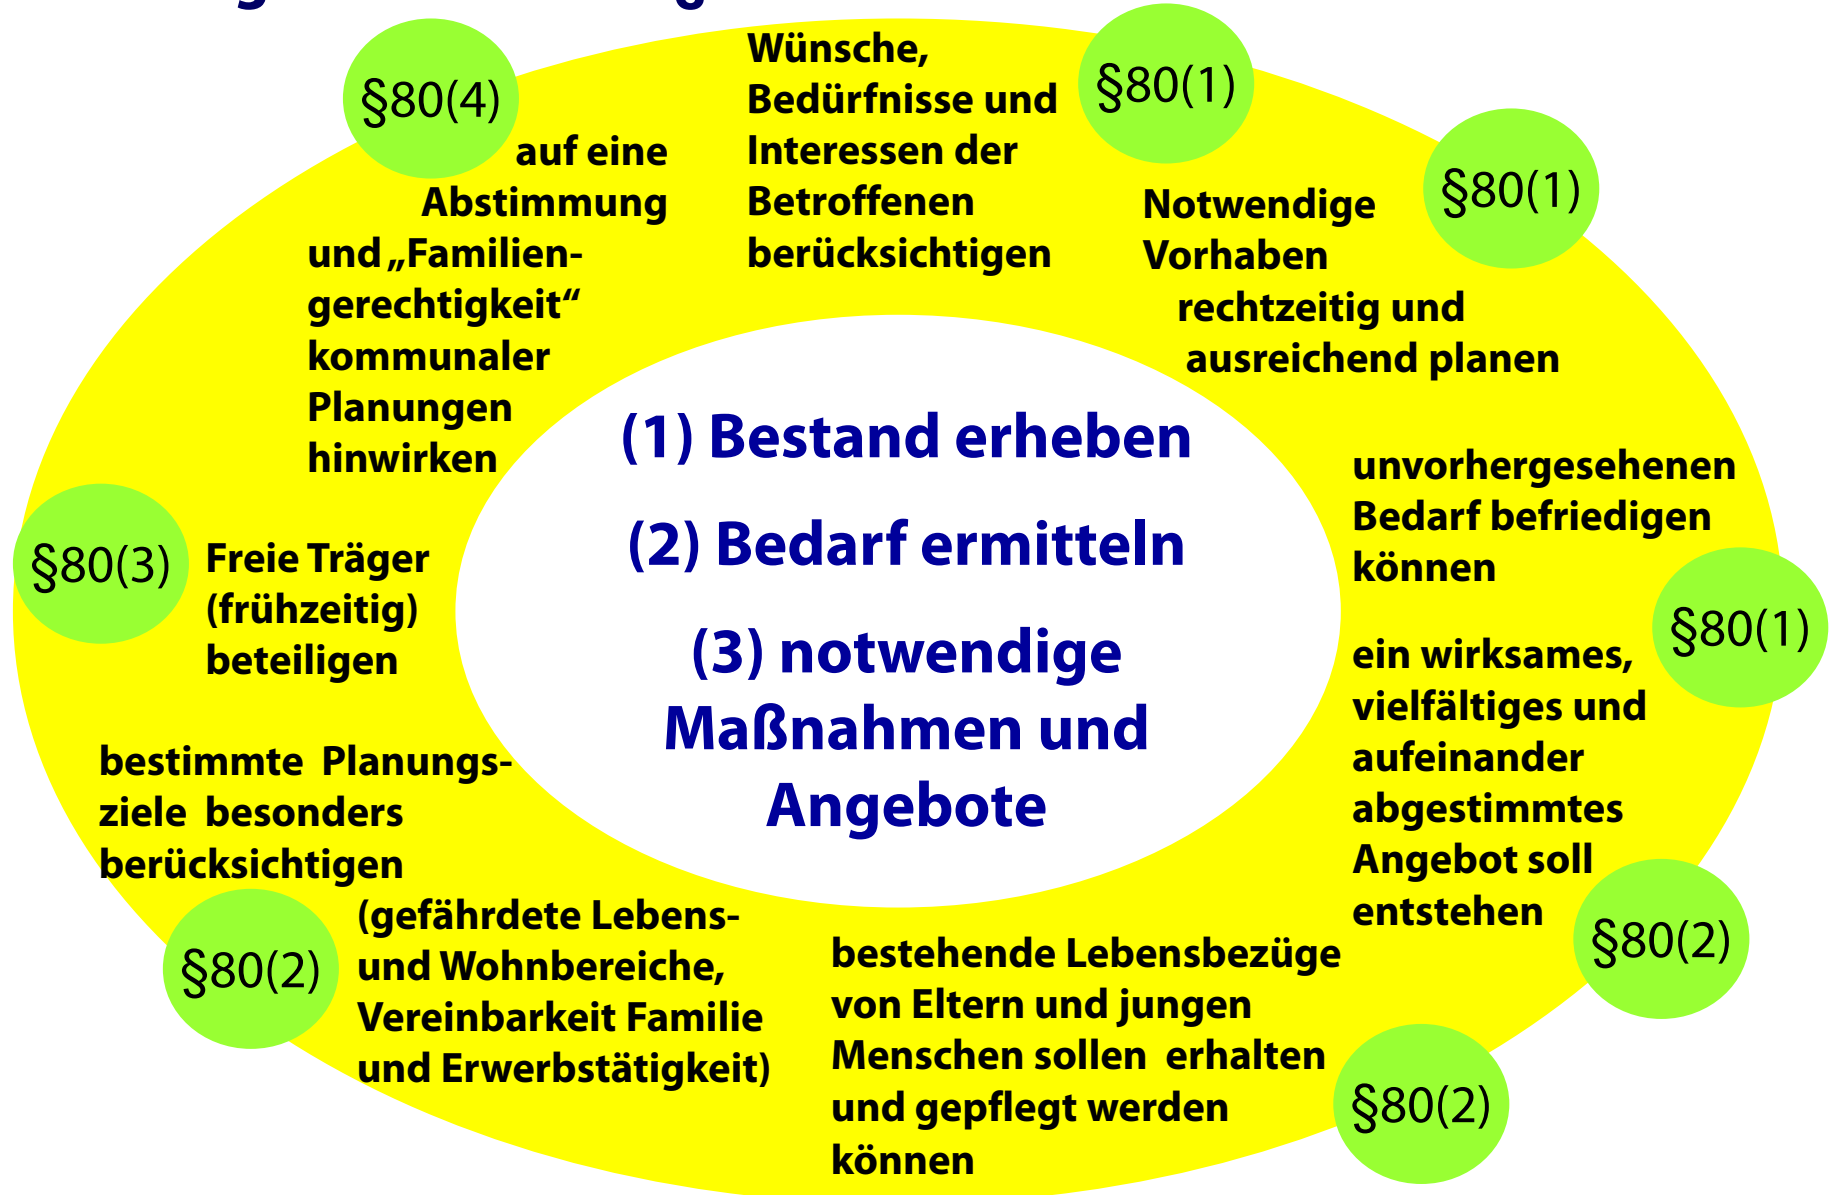 §80(4)
auf eine
Abstimmung
und „Familien-
gerechtigkeit“
kommunaler
Planungen
hinwirken
Wünsche,
Bedürfnisse und
Interessen der
Betroffenen
berücksichtigen
§80(1)
Notwendige
Vorhaben
rechtzeitig und
ausreichend planen
§80(1)
unvorhergesehenen
Bedarf befriedigen
können
§80(1)
ein wirksames,
vielfältiges und
aufeinander
abgestimmtes
Angebot soll
entstehen
§80(2)
bestehende Lebensbezüge
von Eltern und jungen
Menschen sollen erhalten
und gepflegt werden
können
§80(2)
bestimmte Planungs-
ziele besonders
berücksichtigen
(gefährdete Lebens-
und Wohnbereiche,
Vereinbarkeit Familie
und Erwerbstätigkeit)
§80(2)
§80(3)
Freie Träger
(frühzeitig)
beteiligen
(1) Bestand erheben
(2) Bedarf ermitteln
(3) notwendige
Maßnahmen und
Angebote